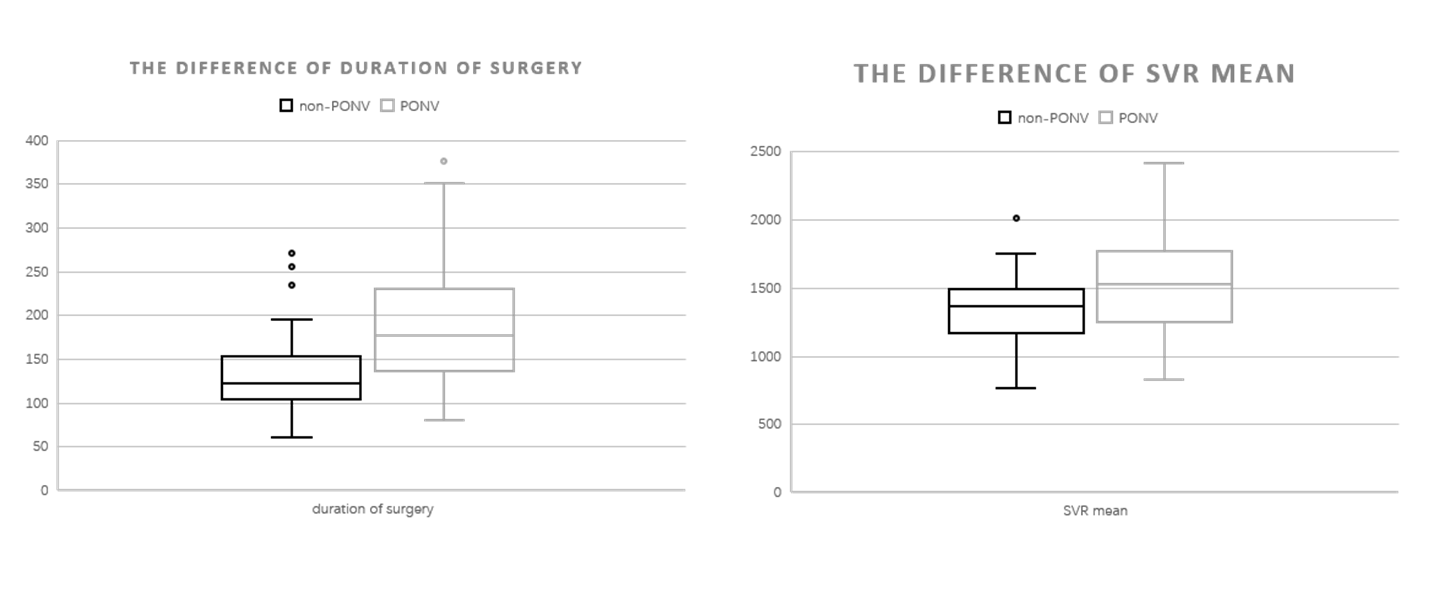 THE DIFFERENCE OF DURATION OF SURGERY
non-PONV PONV
400
350
300
250
200
150
100
50
0
duration of surgery
THE DIFFERENCE OF SVR MEAN
non-PONV PONV
2500
2000
1500
1000
500
0
SVR mean